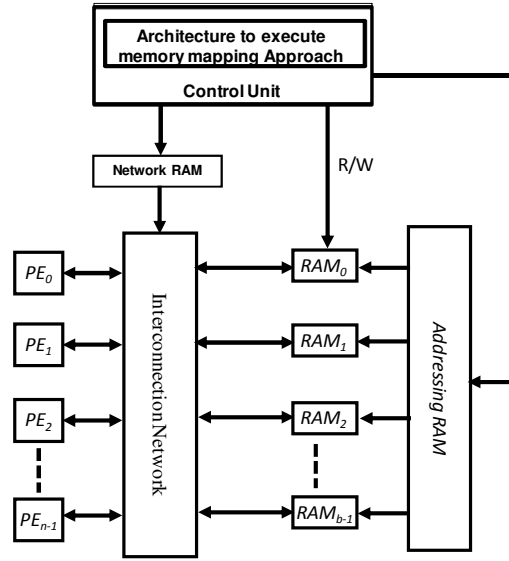 Architecture to execute
memory mapping Approach
Control Unit
Network RAM
R/W
PE0
PE1
PE2
PEn-1
Interconnection Network
RAM0
RAM1
RAM2
RAMb-1
Addressing RAM